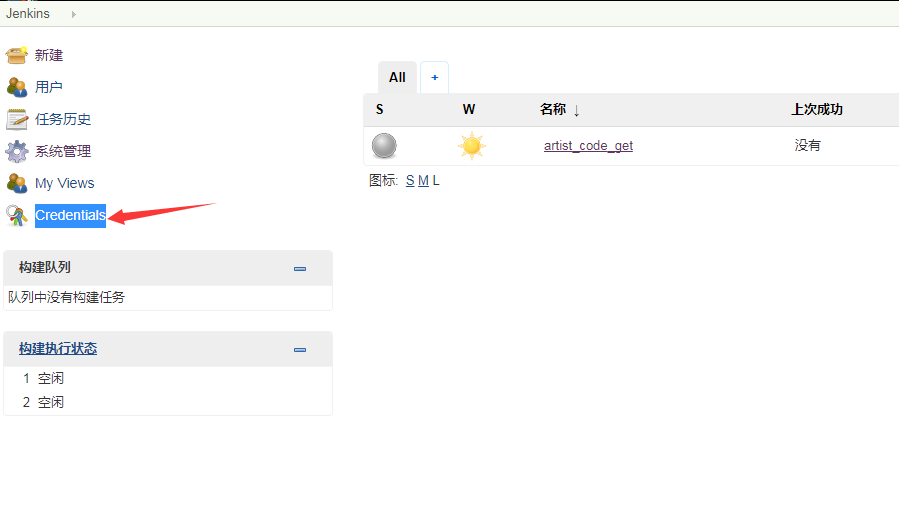 Jenkins
新建
用户
任务历史
系统管理
My Views
Credentials
构建队列
队列中没有构建任务
构建执行状态
1 空闲
2 空闲
All +
S W 名称 ↓ 上次成功
artist_code_get 没有
图标: S M L